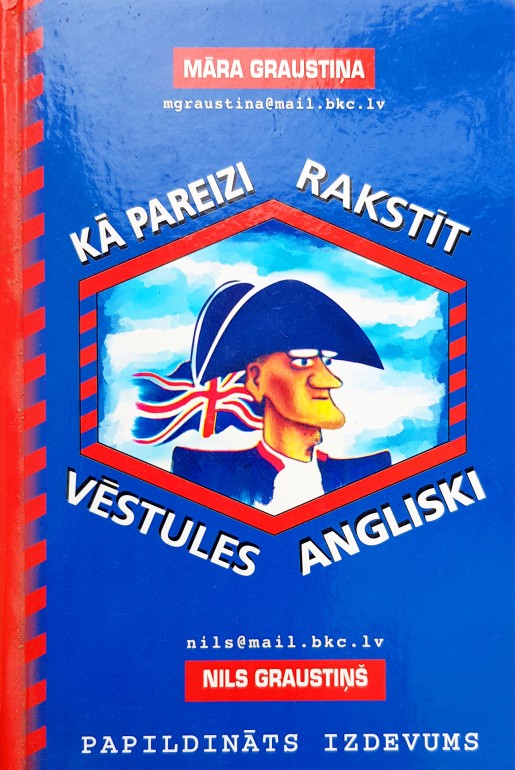 MĀRA GRAUSTIŅA
mgraustina@mail.bkc.lv
KĀ PAREIZI RAKSTĪT
VĒSTULES ANGLISKI
nils@mail.bkc.lv
NILS GRAUSTIŅŠ
PAPILDINĀTS IZDEVUMS